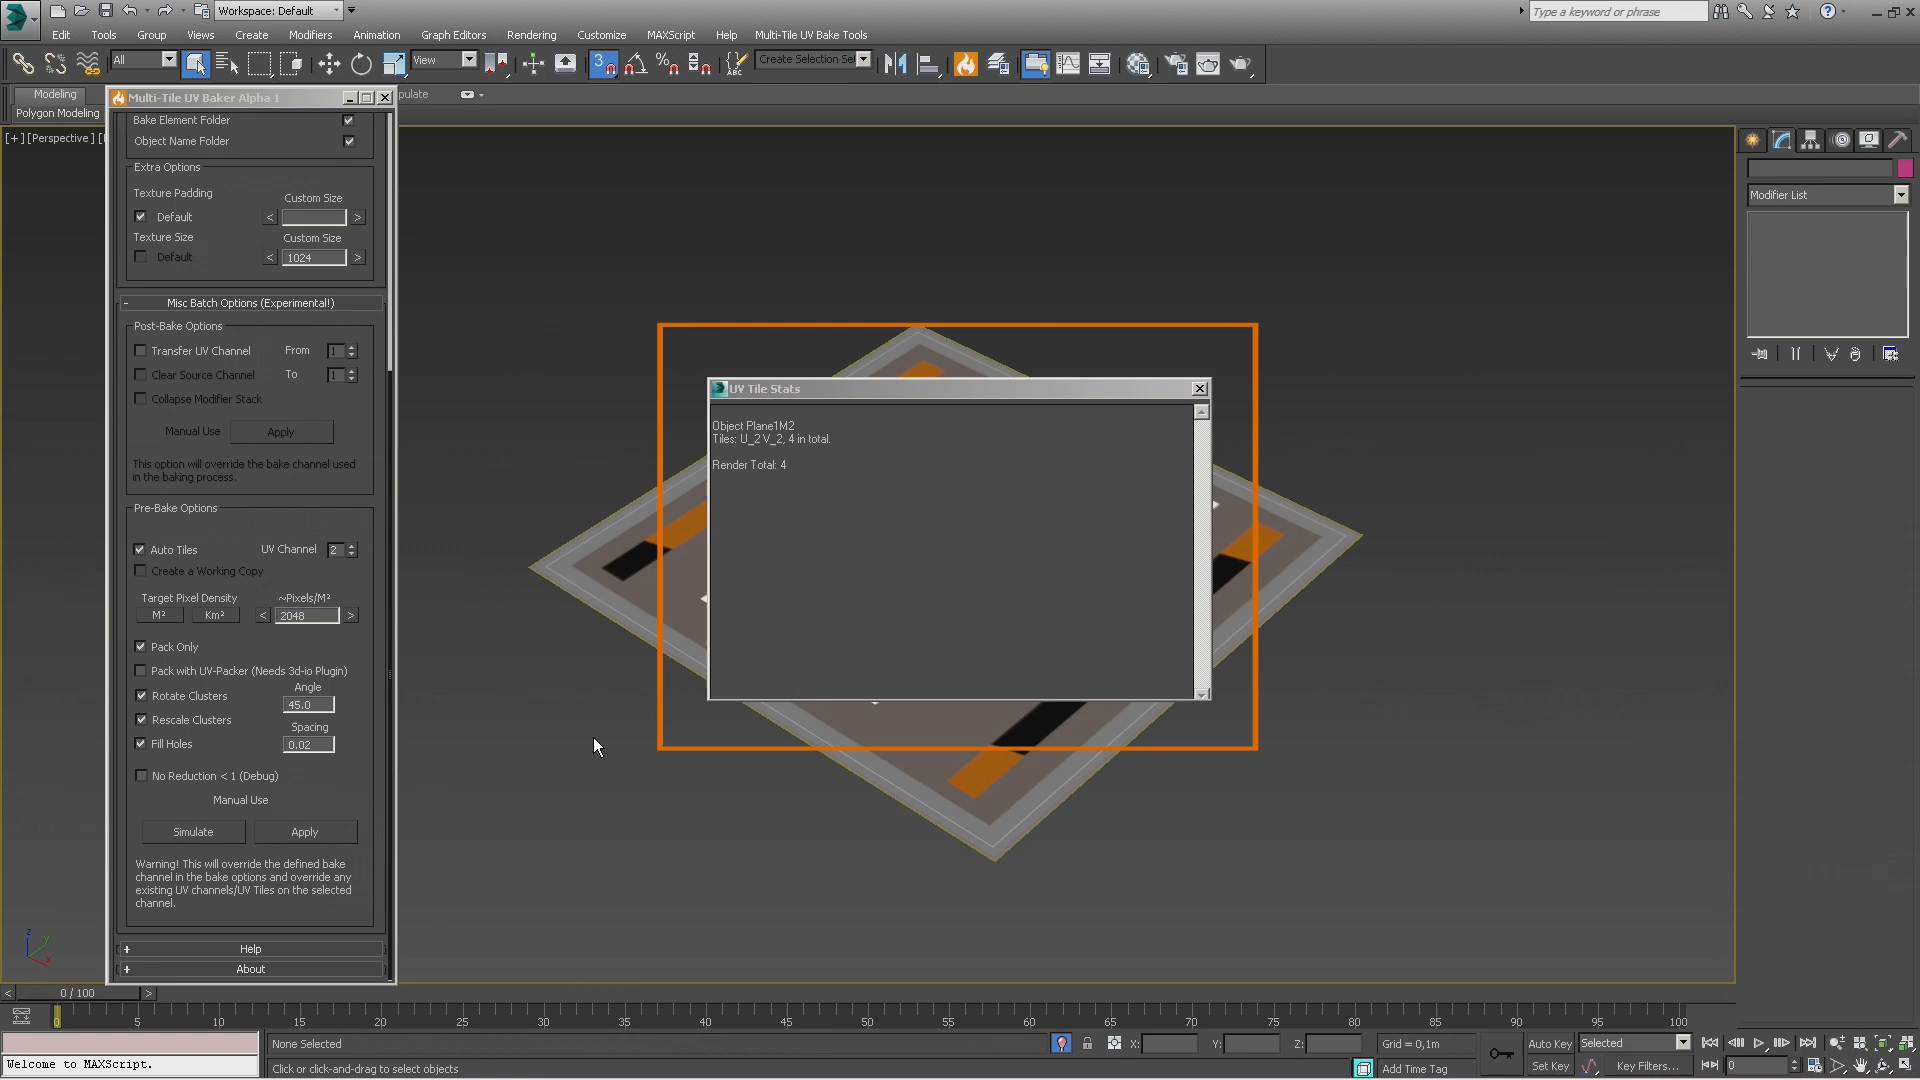 Workspace: Default
Type a keyword or phrase
Edit Tools Group Views Create Modifiers Animation Graph Editors Rendering Customize MAXScript Help Multi-Tile UV Bake Tools
All
View
3
ABC
Create Selection Se
Modeling
Polygon Modeling
pulate
Multi-Tile UV Baker Alpha 1
[+] [Perspective] [
Bake Element Folder
Object Name Folder
Extra Options
Texture Padding
Custom Size
Default < >
Texture Size
Custom Size
Default < 1024 >
- Misc Batch Options (Experimental!)
Post-Bake Options
Transfer UV Channel From 1
Clear Source Channel To 1
Collapse Modifier Stack
Manual Use Apply
This option will override the bake channel used
in the baking process.
Pre-Bake Options
Auto Tiles UV Channel 2
Create a Working Copy
Target Pixel Density ~Pixels/M²
M² Km² < 2048 >
Pack Only
Pack with UV-Packer (Needs 3d-io Plugin)
Angle
Rotate Clusters 45.0
Rescale Clusters
Spacing
Fill Holes 0.02
No Reduction < 1 (Debug)
Manual Use
Simulate Apply
Warning! This will override the defined bake
channel in the bake options and override any
existing UV channels/UV Tiles on the selected
channel.
+ Help
+ About
UV Tile Stats
Object Plane1M2
Tiles: U_2 V_2, 4 in total.
Render Total: 4
Modifier List
z
y
x
< 0 / 100 >
0 5 10 15 20 25 30 35 40 45 50 55 60 65 70 75 80 85 90 95 100
None Selected
X: Y: Z: Grid = 0,1m
Auto Key Selected
Welcome to MAXScript.
Click or click-and-drag to select objects
Add Time Tag
Set Key Key Filters... 0